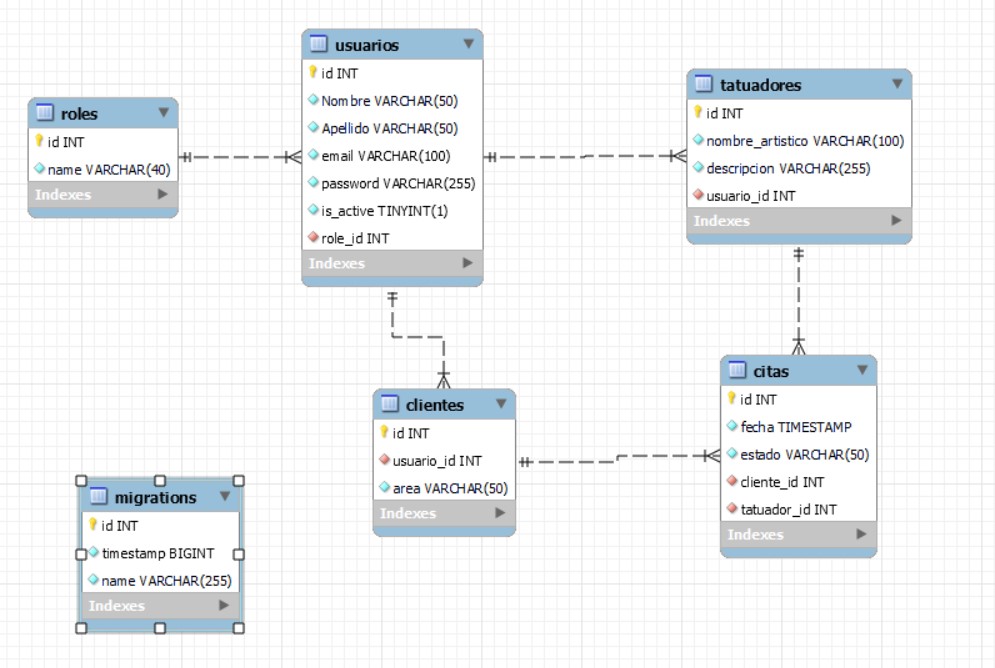 roles
id INT
name VARCHAR(40)
Indexes
usuarios
id INT
Nombre VARCHAR(50)
Apellido VARCHAR(50)
email VARCHAR(100)
password VARCHAR(255)
is_active TINYINT(1)
role_id INT
Indexes
tatuadores
id INT
nombre_artistico VARCHAR(100)
descripcion VARCHAR(255)
usuario_id INT
Indexes
clientes
id INT
usuario_id INT
area VARCHAR(50)
Indexes
citas
id INT
fecha TIMESTAMP
estado VARCHAR(50)
cliente_id INT
tatuador_id INT
Indexes
migrations
id INT
timestamp BIGINT
name VARCHAR(255)
Indexes